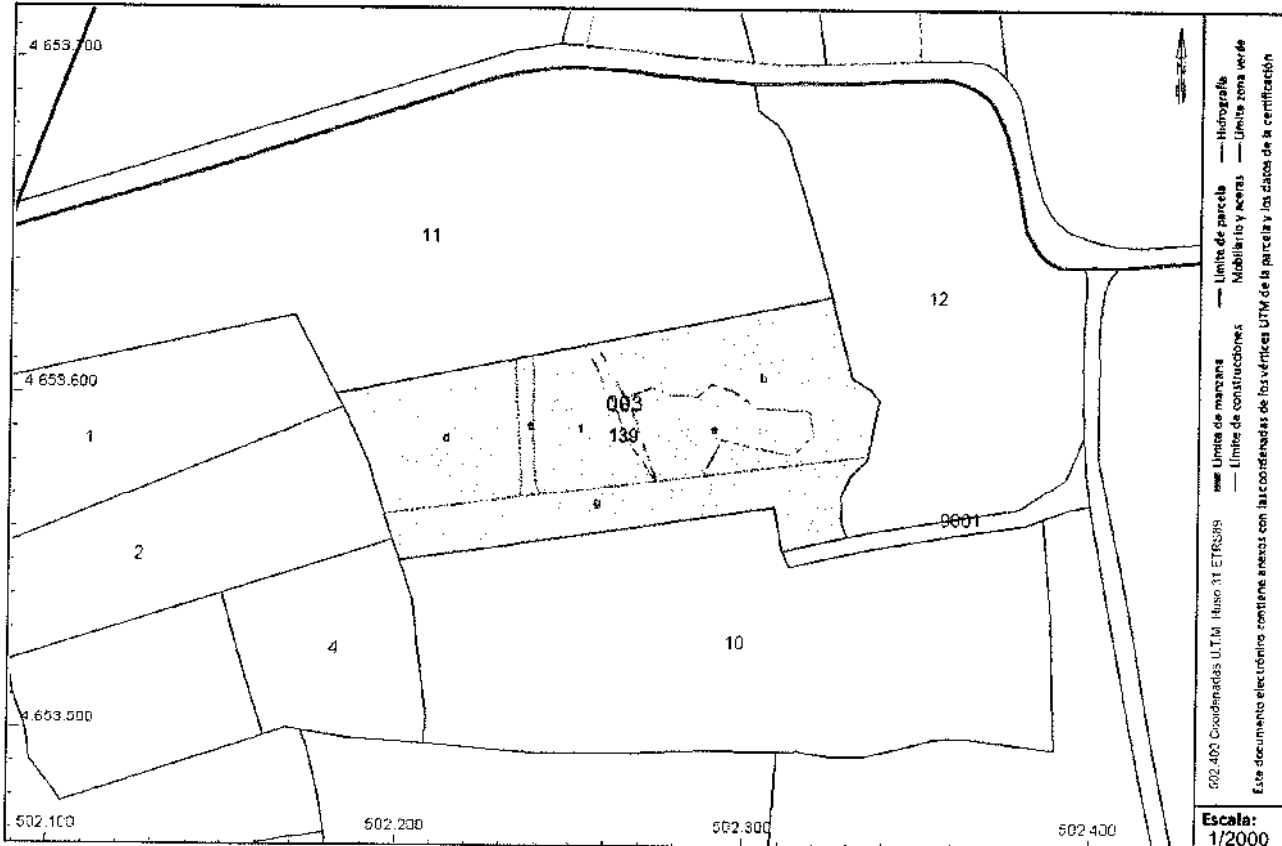 4 653.700
11
12
4 653.600
b
003
1
d
e
f
139
a
g
9001
2
10
4
4.653.500
502.100
502.200
502.300
502.400
502.400 Coordenadas U.T.M. Huso 31 ETRS89
Límite de manzana
Límite de parcela
Hidrografía
Límite de construcciones
Mobiliario y aceras
Límite zona verde
Este documento electrónico contiene anexos con las coordenadas de los vértices UTM de la parcela y los datos de la certificación
Escala:
1/2000